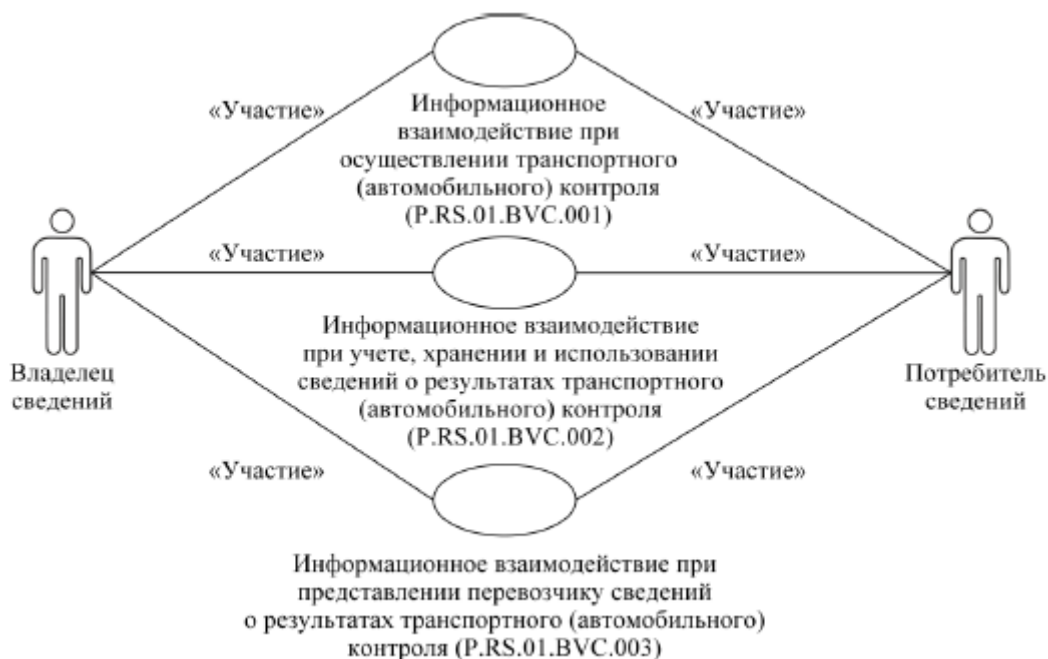 «Участие»
«Участие»
Информационное
взаимодействие при
осуществлении транспортного
(автомобильного) контроля
(P.RS.01.BVC.001)
«Участие»
«Участие»
Владелец
сведений
Информационное взаимодействие
при учете, хранении и использовании
сведений о результатах транспортного
(автомобильного) контроля
(P.RS.01.BVC.002)
Потребитель
сведений
«Участие»
«Участие»
Информационное взаимодействие при
представлении перевозчику сведений
о результатах транспортного (автомобильного)
контроля (P.RS.01.BVC.003)